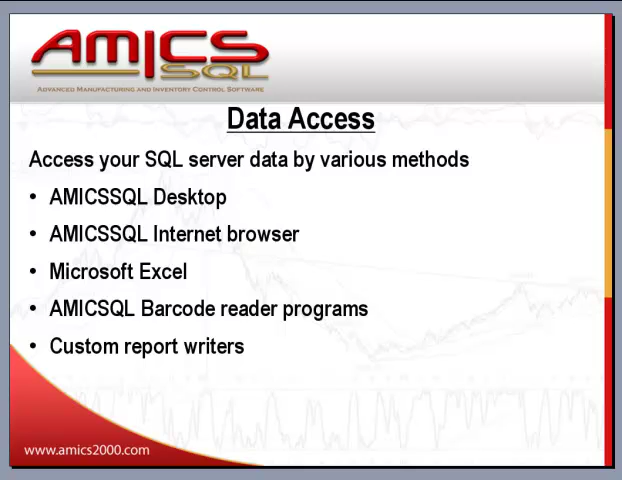 AMICS
SQL
Advanced Manufacturing and Inventory Control Software
Data Access
Access your SQL server data by various methods
• AMICSSQL Desktop
• AMICSSQL Internet browser
• Microsoft Excel
• AMICSQL Barcode reader programs
• Custom report writers
www.amics2000.com